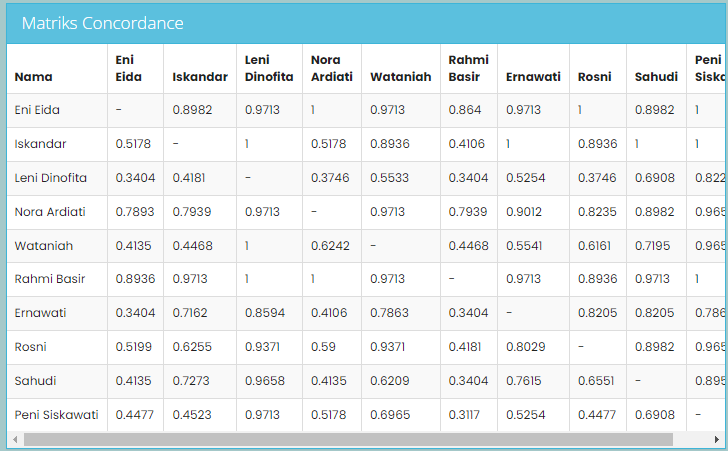 Matriks Concordance
Nama Eni Eida Iskandar Leni Dinofita Nora Ardiati Wataniah Rahmi Basir Ernawati Rosni Sahudi Peni Siska
Eni Eida - 0.8982 0.9713 1 0.9713 0.864 0.9713 1 0.8982 1
Iskandar 0.5178 - 1 0.5178 0.8936 0.4106 1 0.8936 1 1
Leni Dinofita 0.3404 0.4181 - 0.3746 0.5533 0.3404 0.5254 0.3746 0.6908 0.822
Nora Ardiati 0.7893 0.7939 0.9713 - 0.9713 0.7939 0.9012 0.8235 0.8982 0.965
Wataniah 0.4135 0.4468 1 0.6242 - 0.4468 0.5541 0.6161 0.7195 0.965
Rahmi Basir 0.8936 0.9713 1 1 0.9713 - 0.9713 0.8936 0.9713 1
Ernawati 0.3404 0.7162 0.8594 0.4106 0.7863 0.3404 - 0.8205 0.8205 0.786
Rosni 0.5199 0.6255 0.9371 0.59 0.9371 0.4181 0.8029 - 0.8982 0.965
Sahudi 0.4135 0.7273 0.9658 0.4135 0.6209 0.3404 0.7615 0.6551 - 0.895
Peni Siskawati 0.4477 0.4523 0.9713 0.5178 0.6965 0.3117 0.5254 0.4477 0.6908 -